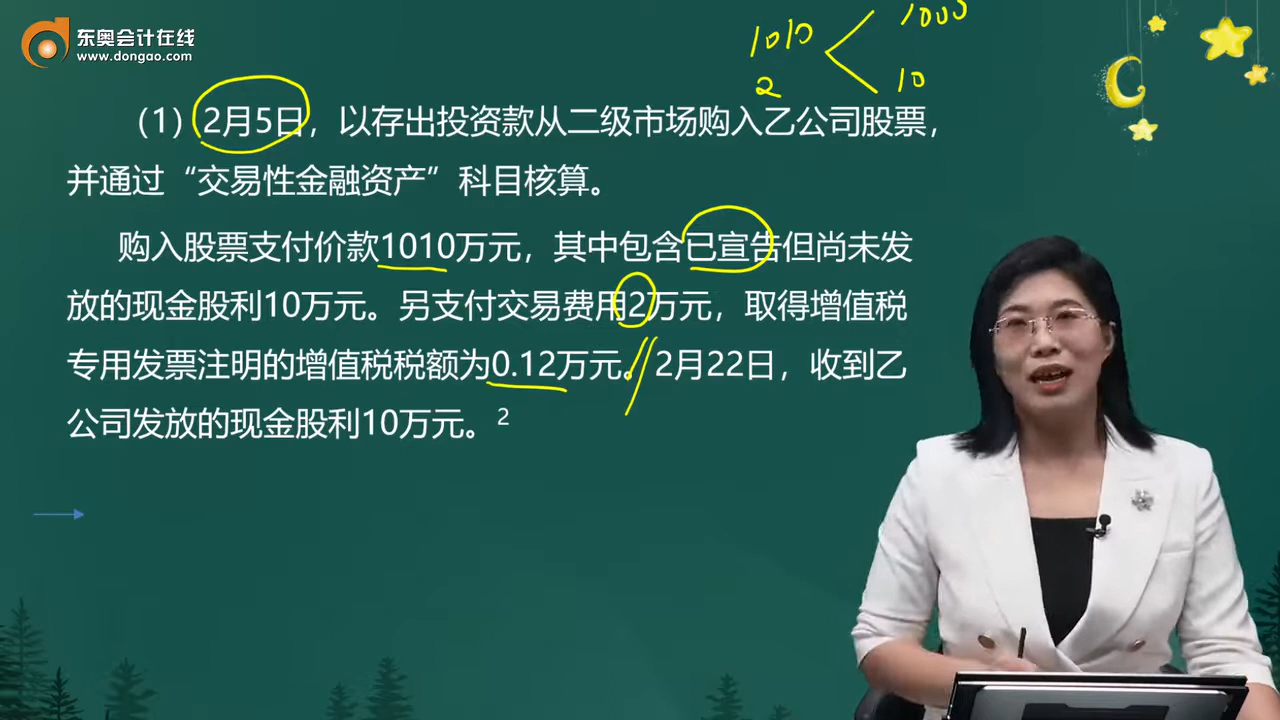 东奥会计在线
www.dongao.com
1010
1000
2
10
（1）2月5日，以存出投资款从二级市场购入乙公司股票，
并通过“交易性金融资产”科目核算。
购入股票支付价款1010万元，其中包含已宣告但尚未发
放的现金股利10万元。另支付交易费用2万元，取得增值税
专用发票注明的增值税税额为0.12万元。2月22日，收到乙
公司发放的现金股利10万元。2